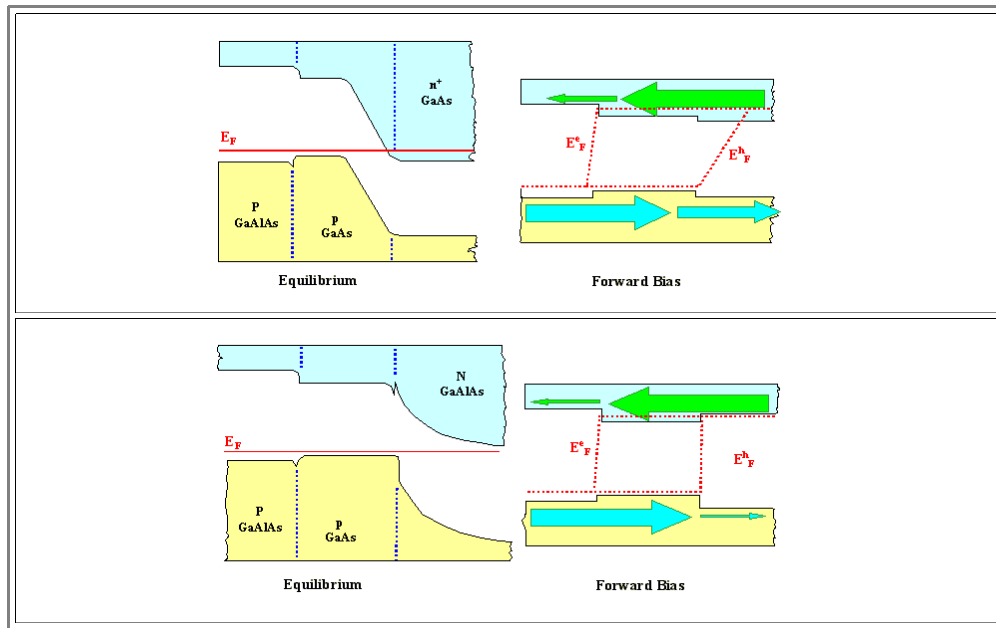 n⁺
GaAs
E_F
P
GaAlAs
p
GaAs
Equilibrium
E^e_F
E^h_F
Forward Bias
N
GaAlAs
E_F
P
GaAlAs
p
GaAs
Equilibrium
E^e_F
E^h_F
Forward Bias